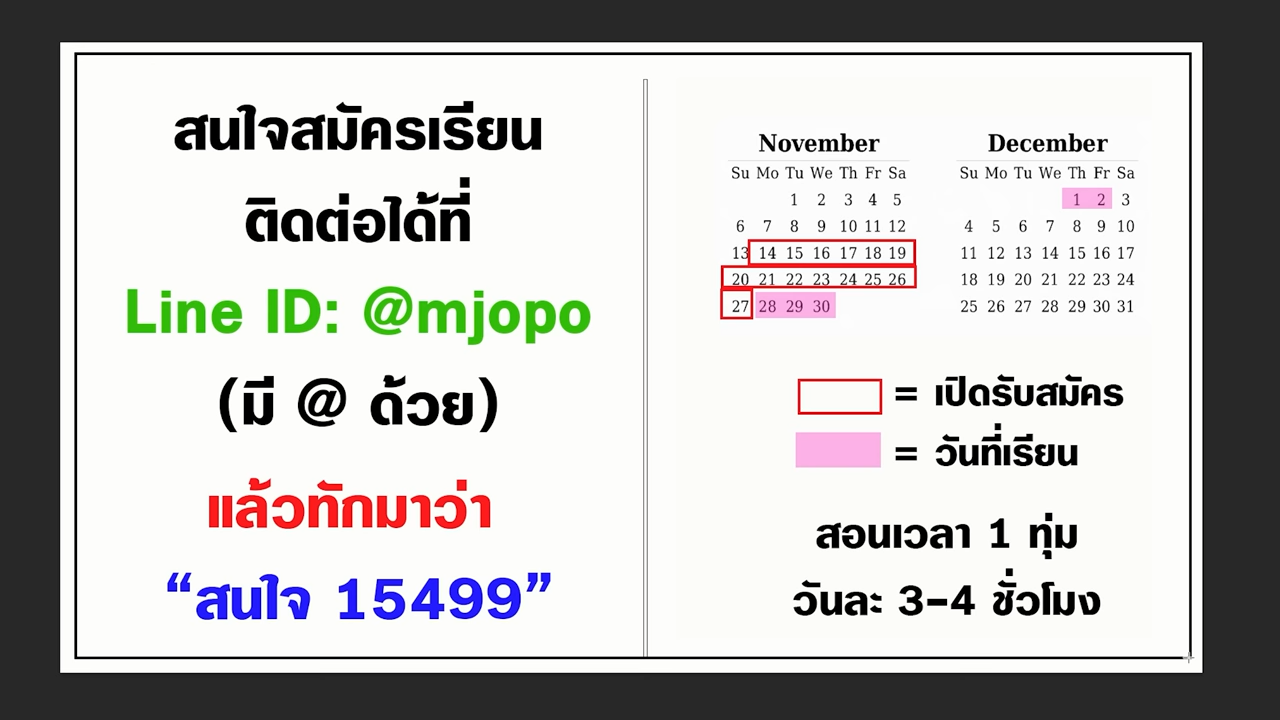 สนใจสมัครเรียน
ติดต่อได้ที่
Line ID: @mjopo
(มี @ ด้วย)
แล้วทักมาว่า
“สนใจ 15499”
November
Su Mo Tu We Th Fr Sa
1 2 3 4 5
6 7 8 9 10 11 12
13 14 15 16 17 18 19
20 21 22 23 24 25 26
27 28 29 30
December
Su Mo Tu We Th Fr Sa
1 2 3
4 5 6 7 8 9 10
11 12 13 14 15 16 17
18 19 20 21 22 23 24
25 26 27 28 29 30 31
= เปิดรับสมัคร
= วันที่เรียน
สอนเวลา 1 ทุ่ม
วันละ 3-4 ชั่วโมง